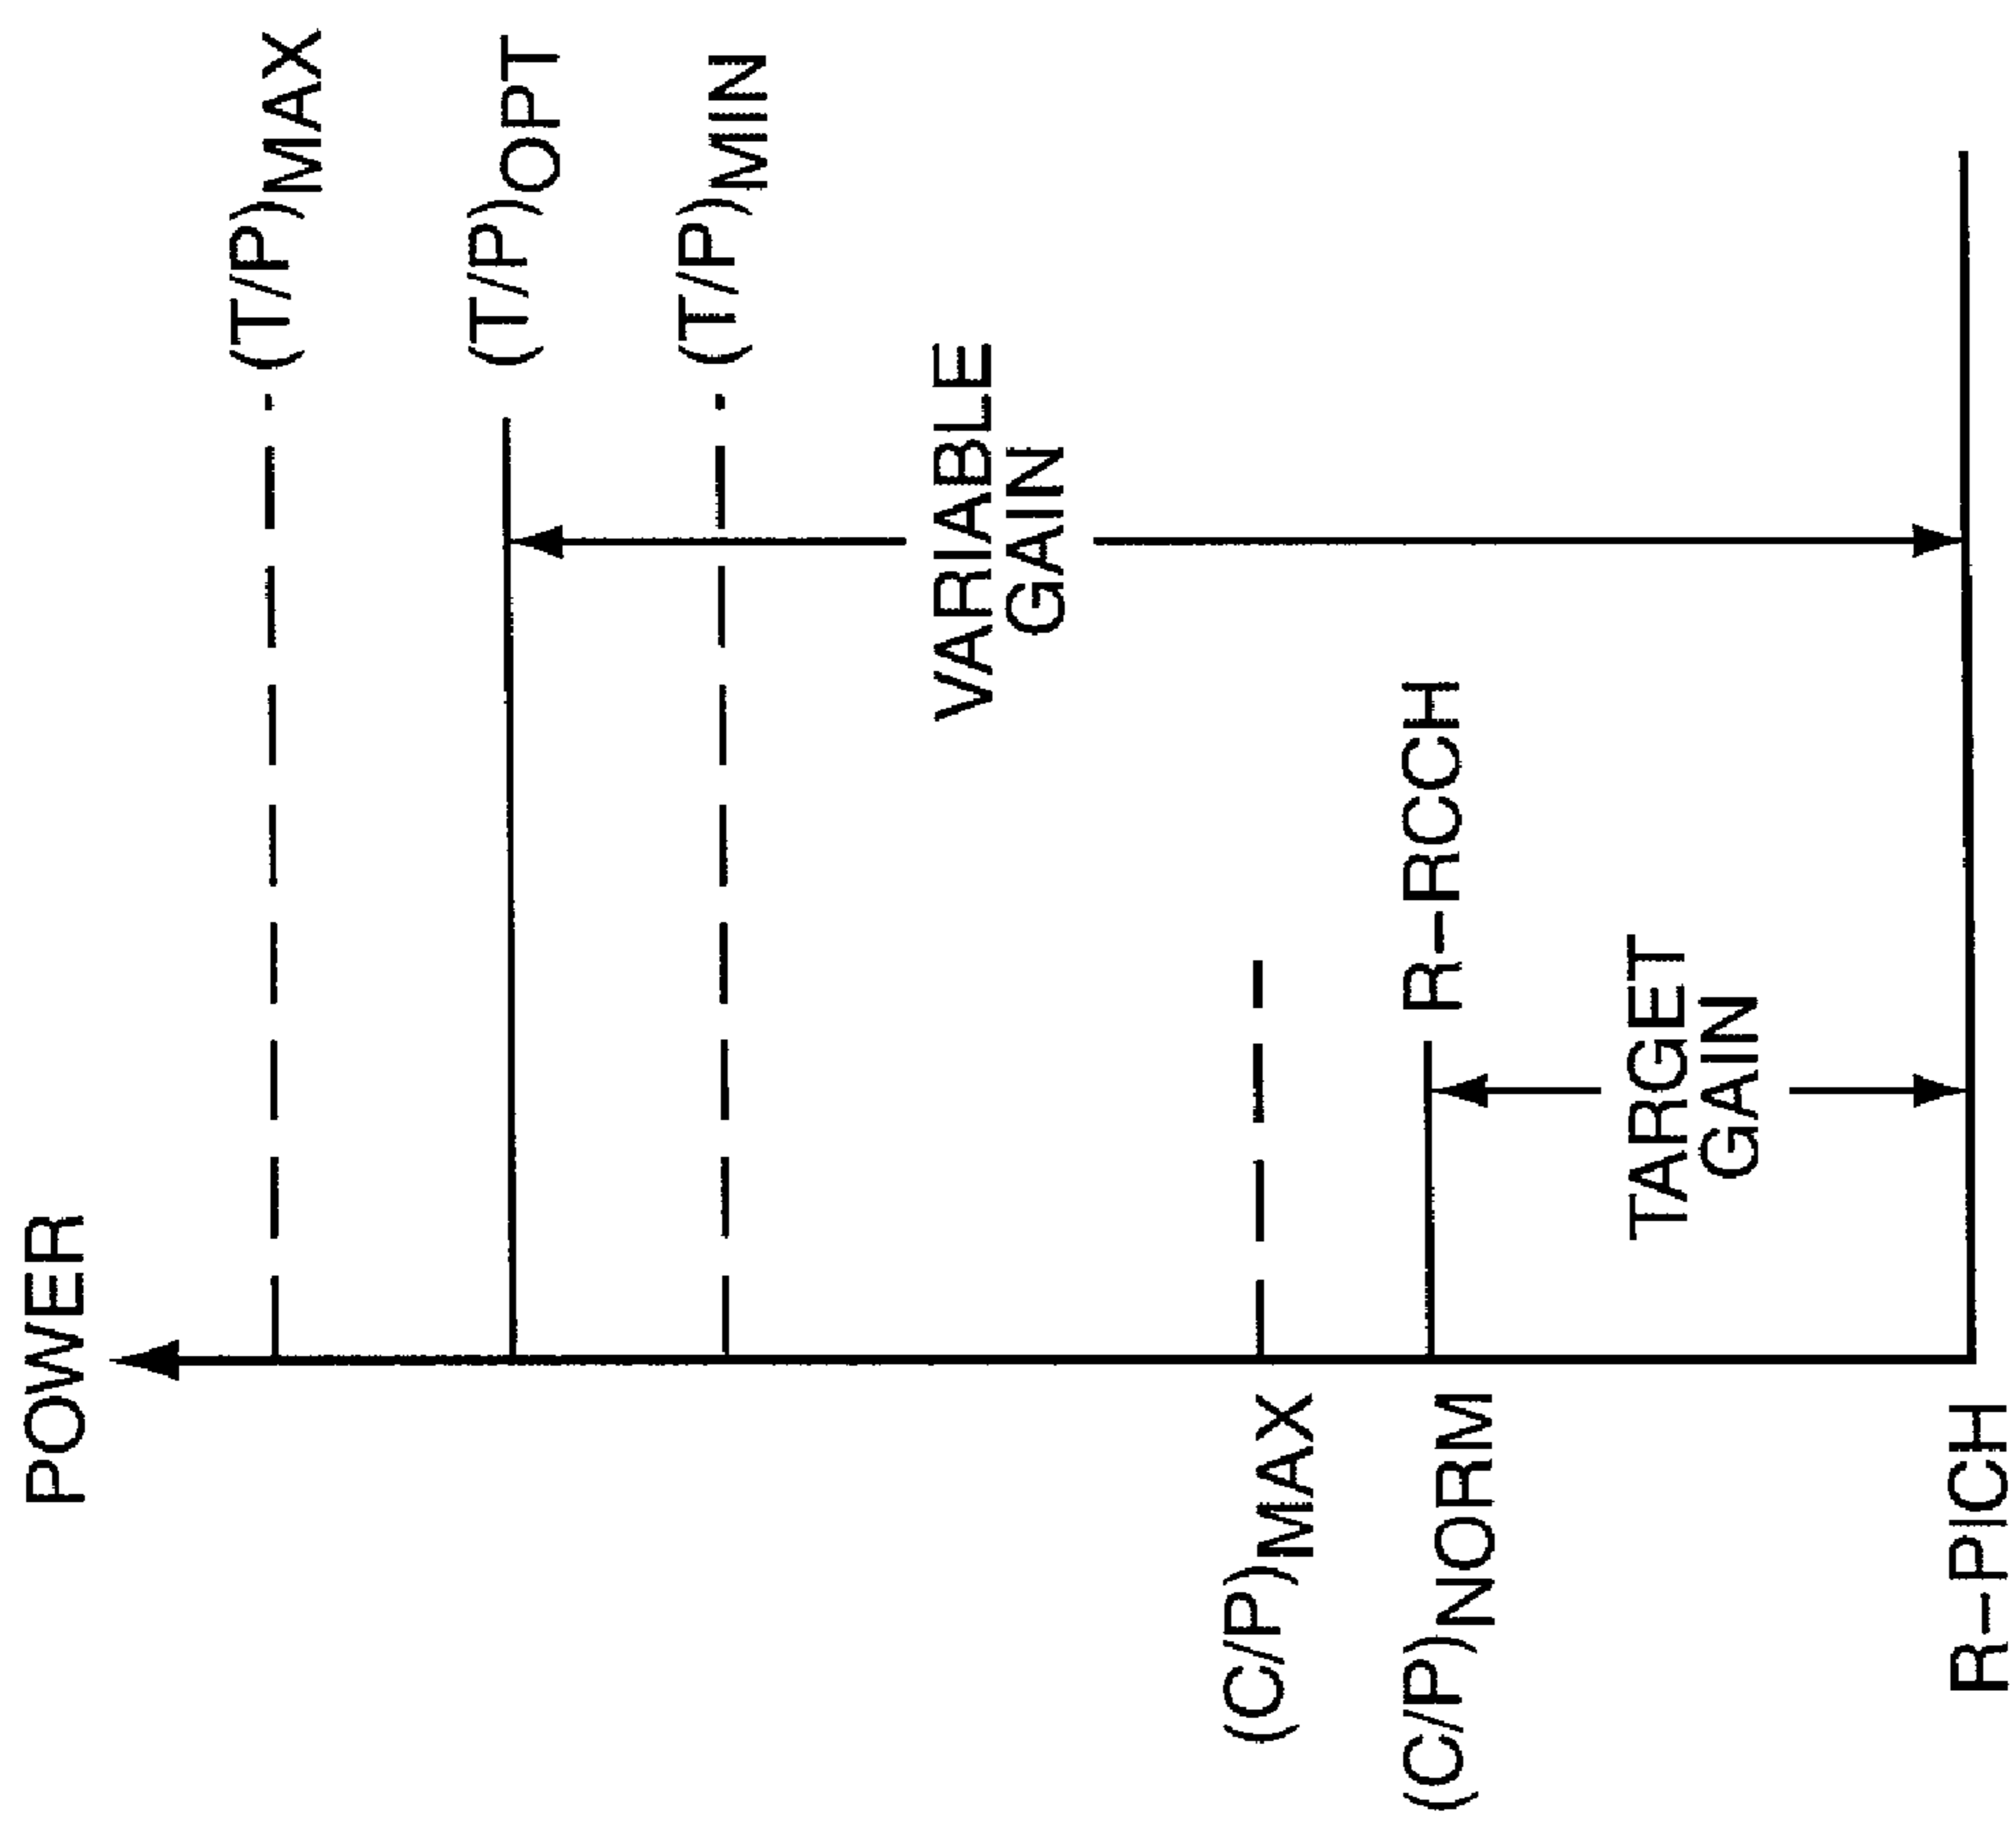 POWER
(T/P)MAX
(T/P)OPT
(T/P)MIN
VARIABLE
GAIN
(C/P)MAX
(C/P)NORM
R-RCCH
TARGET
GAIN
R-PICH